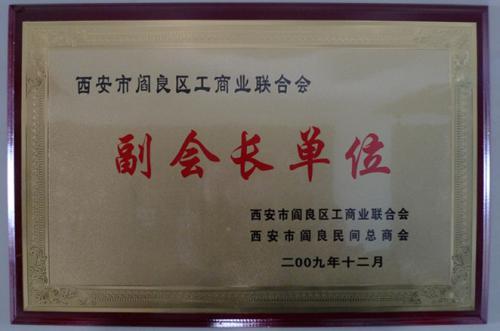 西安市阎良区工商业联合会
副会长单位
西安市阎良区工商业联合会
西安市阎良民间总商会
二00九年十二月